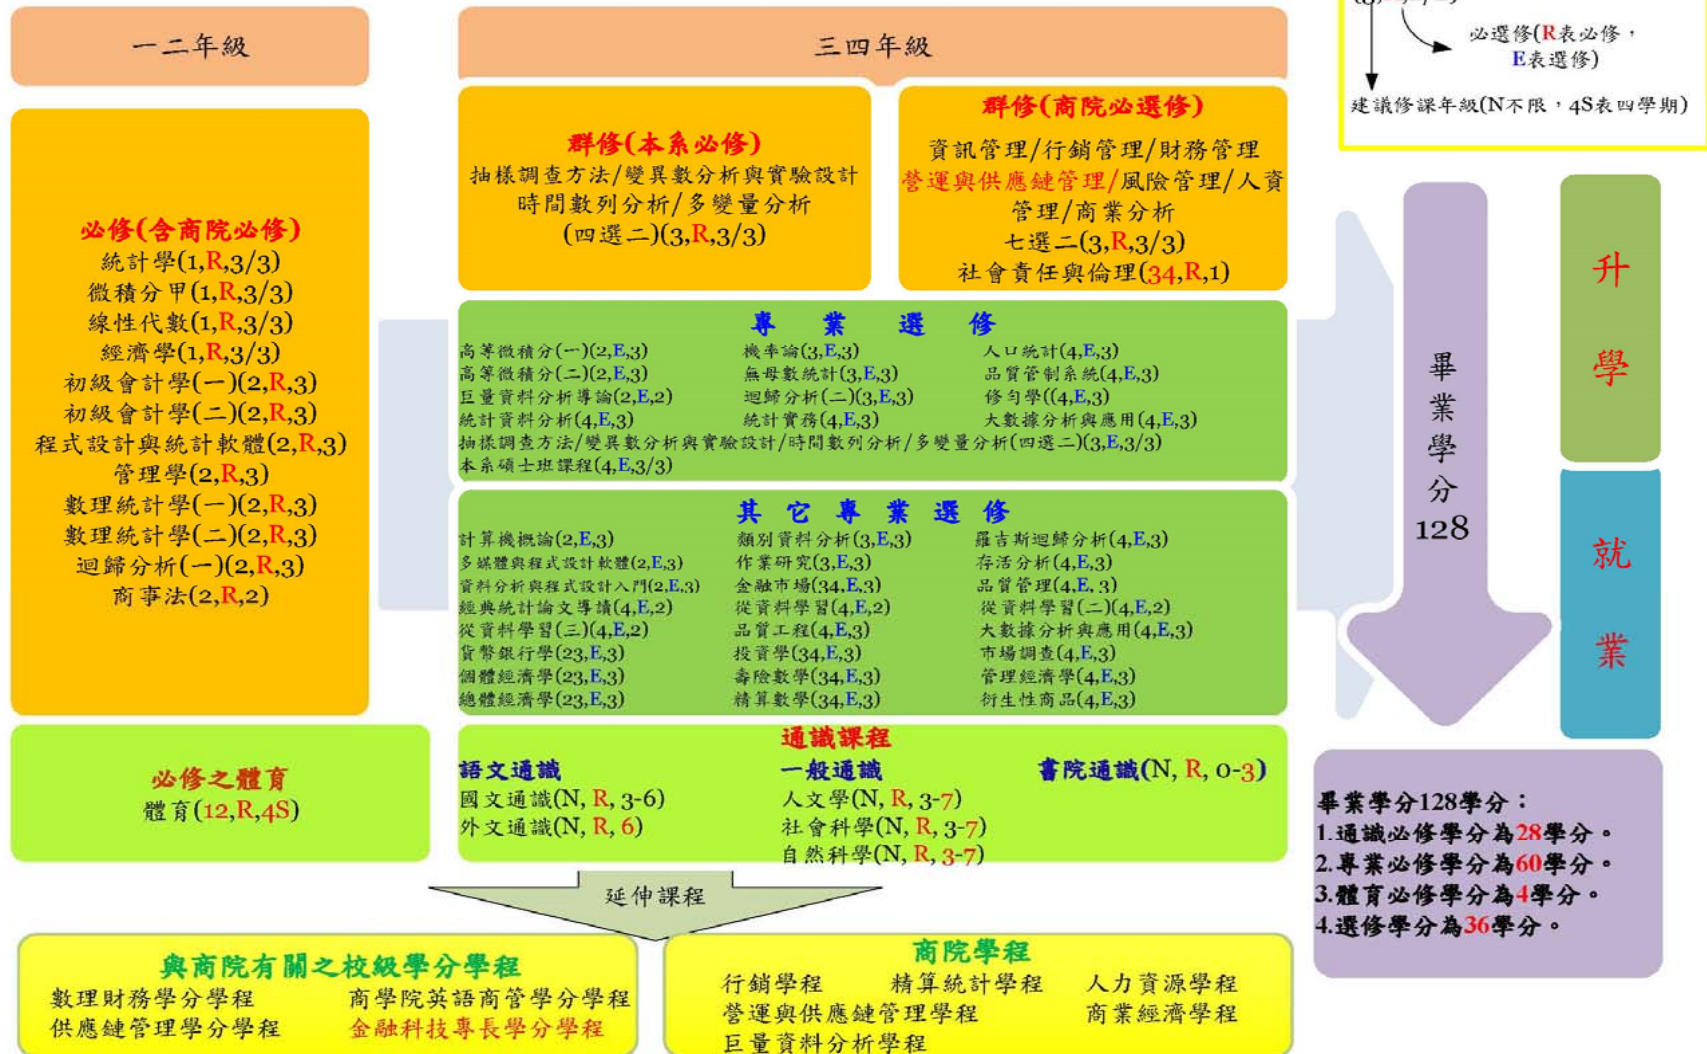 一二年級
三四年級
必選修(R表必修，
E表選修)
建議修課年級(N不限，4S表四學期)
必修(含商院必修)
統計學(1,R,3/3)
微積分甲(1,R,3/3)
線性代數(1,R,3/3)
經濟學(1,R,3/3)
初級會計學(一)(2,R,3)
初級會計學(二)(2,R,3)
程式設計與統計軟體(2,R,3)
管理學(2,R,3)
數理統計學(一)(2,R,3)
數理統計學(二)(2,R,3)
迴歸分析(一)(2,R,3)
商事法(2,R,2)
群修(本系必修)
抽樣調查方法/變異數分析與實驗設計
時間數列分析/多變量分析
(四選二)(3,R,3/3)
群修(商院必選修)
資訊管理/行銷管理/財務管理
營運與供應鏈管理/風險管理/人資
管理/商業分析
七選二(3,R,3/3)
社會責任與倫理(34,R,1)
專 業 選 修
高等微積分(一)(2,E,3) 機率論(3,E,3) 人口統計(4,E,3)
高等微積分(二)(2,E,3) 無母數統計(3,E,3) 品質管制系統(4,E,3)
巨量資料分析導論(2,E,2) 迴歸分析(二)(3,E,3) 修勻學((4,E,3)
統計資料分析(4,E,3) 統計實務(4,E,3) 大數據分析與應用(4,E,3)
抽樣調查方法/變異數分析與實驗設計/時間數列分析/多變量分析(四選二)(3,E,3/3)
本系碩士班課程(4,E,3/3)
其 它 專 業 選 修
計算機概論(2,E,3) 類別資料分析(3,E,3) 羅吉斯迴歸分析(4,E,3)
多媒體與程式設計軟體(2,E,3) 作業研究(3,E,3) 存活分析(4,E,3)
資料分析與程式設計入門(2,E,3) 金融市場(34,E,3) 品質管理(4,E,3)
經典統計論文導讀(4,E,2) 從資料學習(4,E,2) 從資料學習(二)(4,E,2)
從資料學習(三)(4,E,2) 品質工程(4,E,3) 大數據分析與應用(4,E,3)
貨幣銀行學(23,E,3) 投資學(34,E,3) 市場調查(4,E,3)
個體經濟學(23,E,3) 壽險數學(34,E,3) 管理經濟學(4,E,3)
總體經濟學(23,E,3) 精算數學(34,E,3) 衍生性商品(4,E,3)
必修之體育
體育(12,R,4S)
通識課程
語文通識 一般通識 書院通識(N, R, 0-3)
國文通識(N, R, 3-6) 人文學(N, R, 3-7)
外文通識(N, R, 6) 社會科學(N, R, 3-7)
自然科學(N, R, 3-7)
延伸課程
與商院有關之校級學分學程
數理財務學分學程 商學院英語商管學分學程
供應鏈管理學分學程 金融科技專長學分學程
商院學程
行銷學程 精算統計學程 人力資源學程
營運與供應鏈管理學程 商業經濟學程
巨量資料分析學程
畢業學分128
升學
就業
畢業學分128學分：
1.通識必修學分為28學分。
2.專業必修學分為60學分。
3.體育必修學分為4學分。
4.選修學分為36學分。